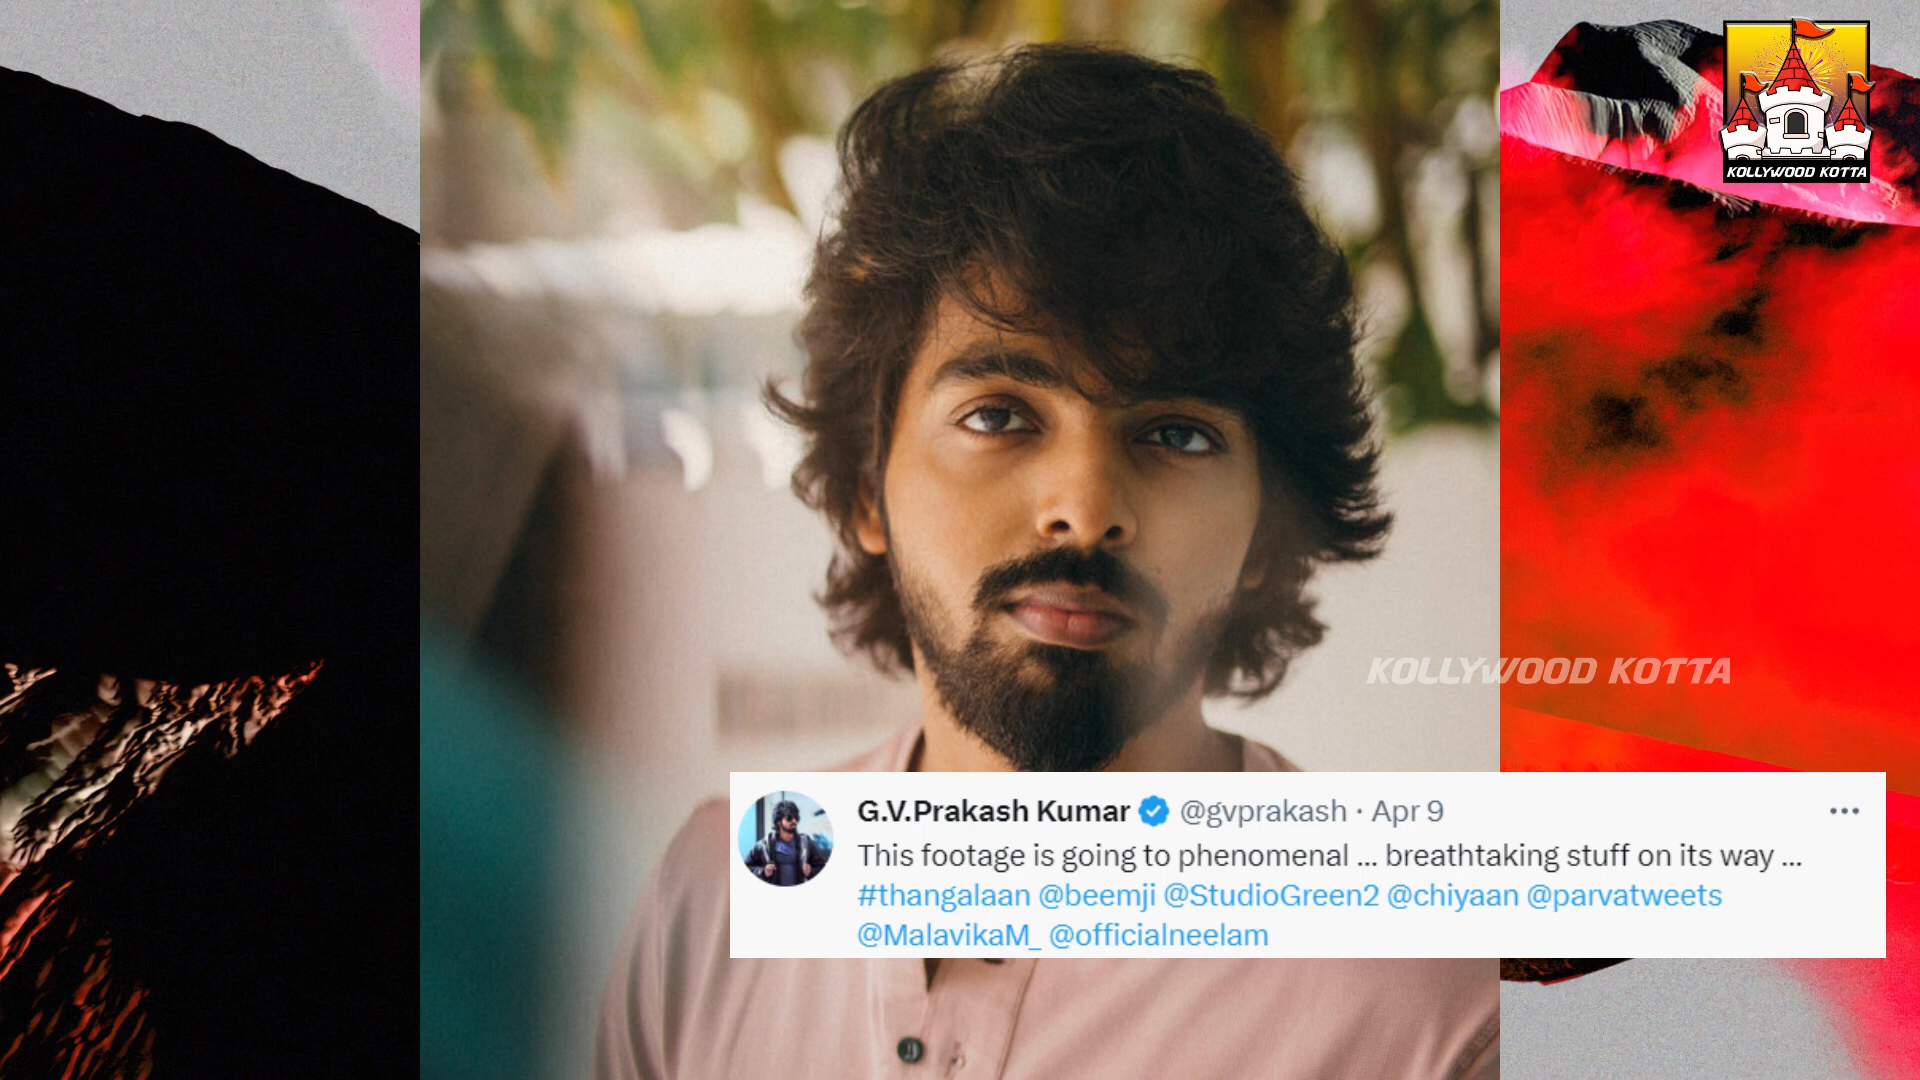 KOLLYWOOD KOTTA
KOLLYWOOD KOTTA
G.V.Prakash Kumar @gvprakash · Apr 9
This footage is going to phenomenal ... breathtaking stuff on its way ...
#thangalaan @beemji @StudioGreen2 @chiyaan @parvatweets
@MalavikaM_ @officialneelam